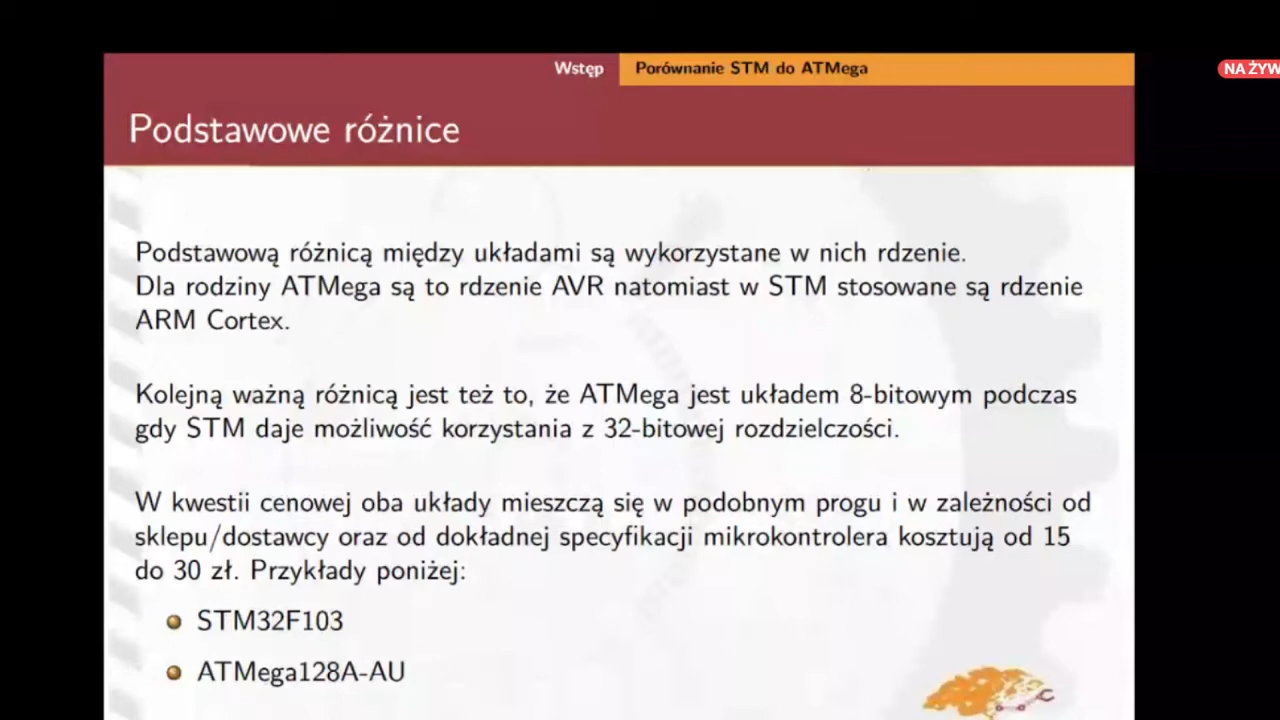 Wstęp
Porównanie STM do ATMega
NA ŻYW
Podstawowe różnice
Podstawową różnicą między układami są wykorzystane w nich rdzenie.
Dla rodziny ATMega są to rdzenie AVR natomiast w STM stosowane są rdzenie
ARM Cortex.
Kolejną ważną różnicą jest też to, że ATMega jest układem 8-bitowym podczas
gdy STM daje możliwość korzystania z 32-bitowej rozdzielczości.
W kwestii cenowej oba układy mieszczą się w podobnym progu i w zależności od
sklepu/dostawcy oraz od dokładnej specyfikacji mikrokontrolera kosztują od 15
do 30 zł. Przykłady poniżej:
STM32F103
ATMega128A-AU